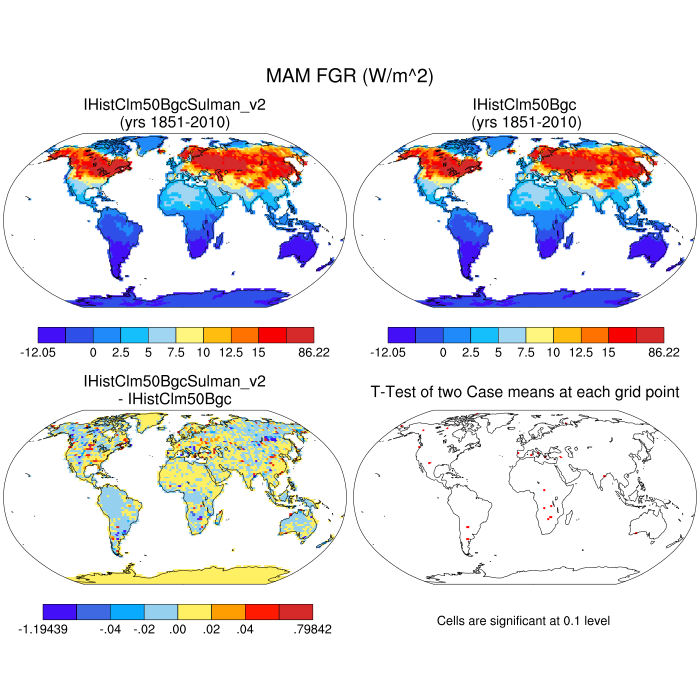 MAM FGR (W/m^2)
IHistClm50BgcSulman_v2
(yrs 1851-2010)
IHistClm50Bgc
(yrs 1851-2010)
-12.05 0 2.5 5 7.5 10 12.5 15 86.22
-12.05 0 2.5 5 7.5 10 12.5 15 86.22
IHistClm50BgcSulman_v2
- IHistClm50Bgc
T-Test of two Case means at each grid point
-1.19439 -.04 -.02 .00 .02 .04 .79842
Cells are significant at 0.1 level